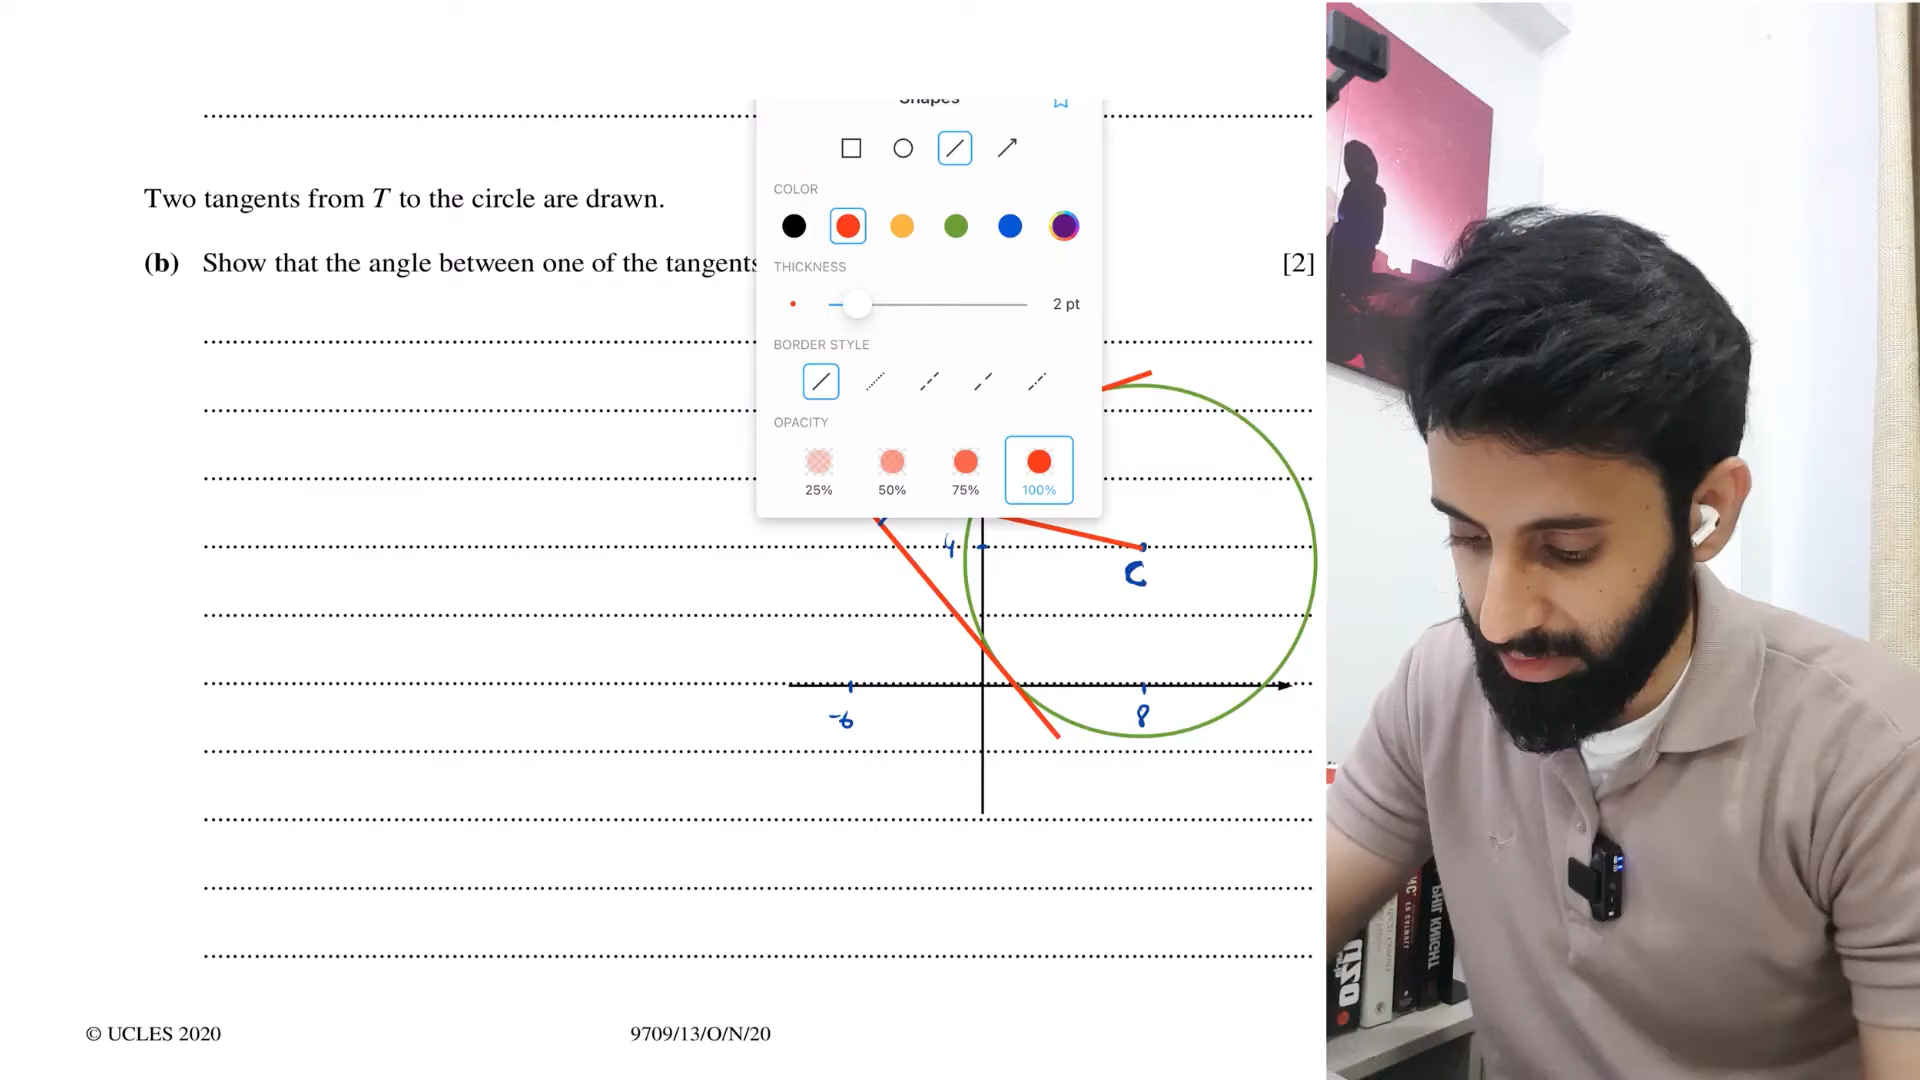 Shapes
COLOR
Two tangents from T to the circle are drawn.
(b) Show that the angle between one of the tangents
[2]
THICKNESS
2 pt
BORDER STYLE
OPACITY
25% 50% 75% 100%
4
C
-6
8
© UCLES 2020
9709/13/O/N/20